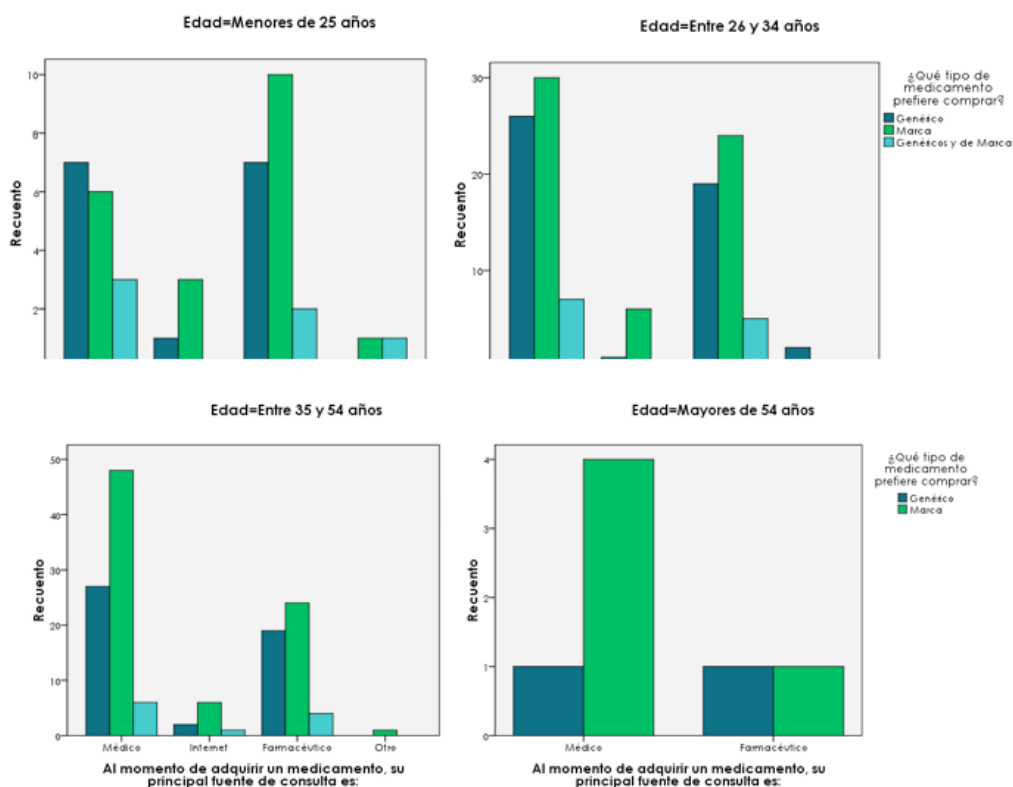 Edad=Menores de 25 años
10
8
6
4
2
Recuento
Edad=Entre 26 y 34 años
30
20
10
Recuento
¿Qué tipo de
medicamento
prefiere comprar?
Genérico
Marca
Genéricos y de Marca
Edad=Entre 35 y 54 años
50
40
30
20
10
0
Recuento
Médico
Internet
Farmacéutico
Otro
Al momento de adquirir un medicamento, su
principal fuente de consulta es:
Edad=Mayores de 54 años
4
3
2
1
0
Recuento
Médico
Farmacéutico
Al momento de adquirir un medicamento, su
principal fuente de consulta es:
¿Qué tipo de
medicamento
prefiere comprar?
Genérico
Marca